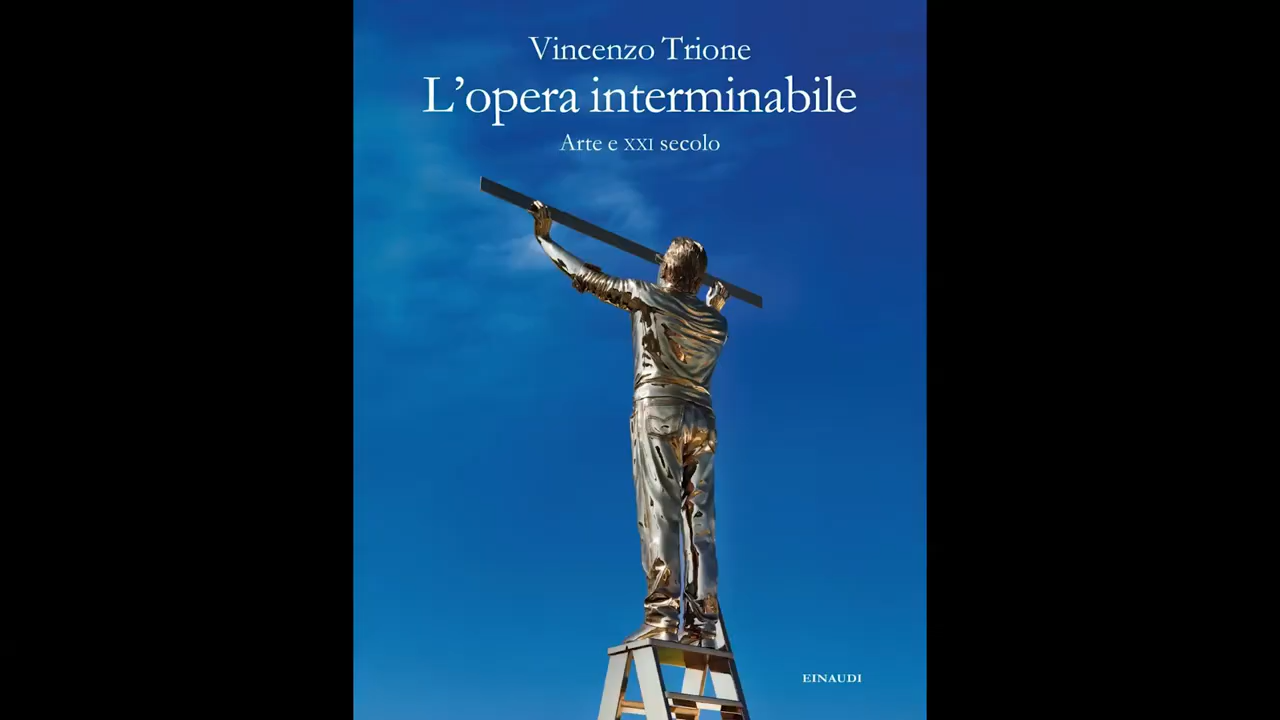 Vincenzo Trione
L'opera interminabile
Arte e XXI secolo
EINAUDI